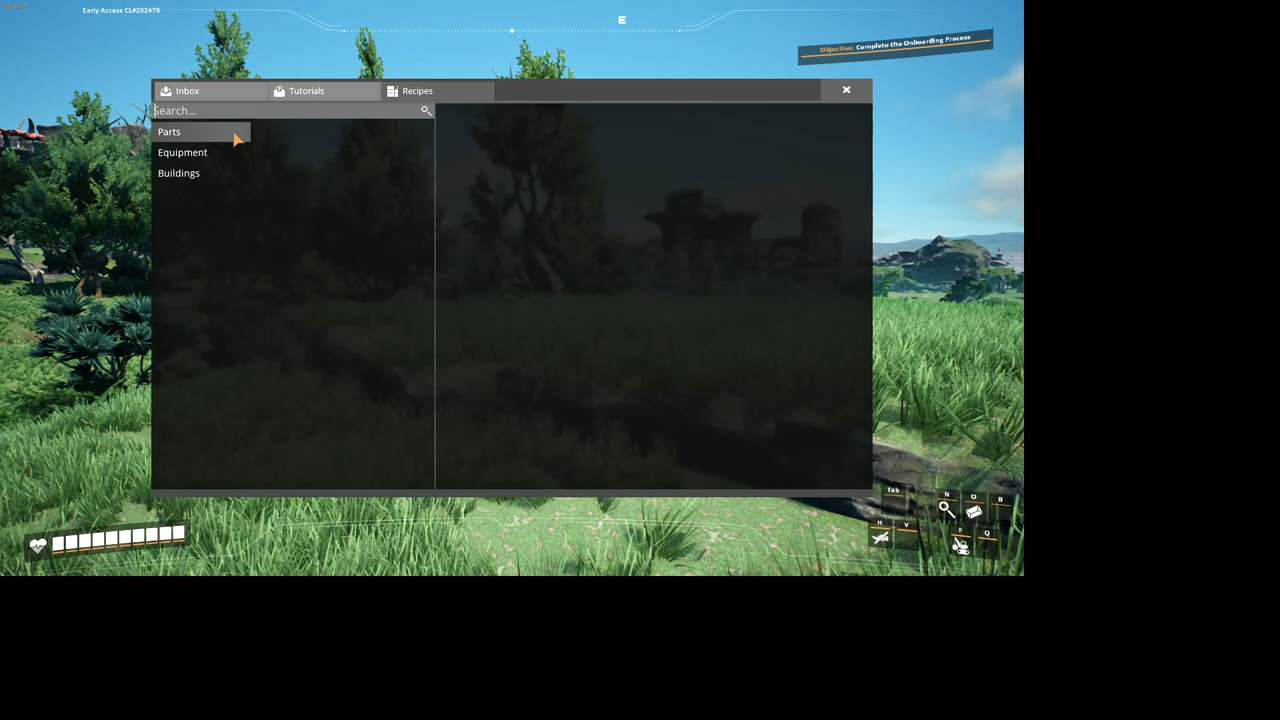 Early Access CL#202470
E
Objective: Complete the Onboarding Process
Inbox
Tutorials
Recipes
Search...
Parts
Equipment
Buildings
Tab
N
O
B
H
V
F
Q